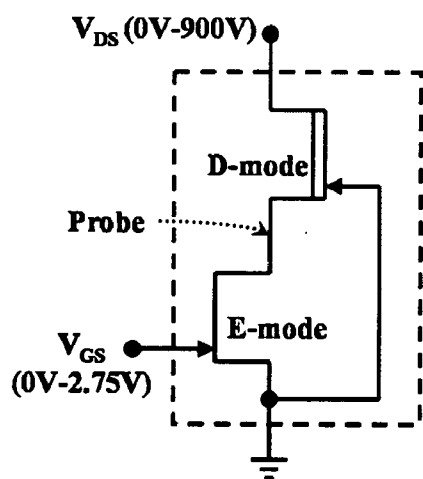 V_DS (0V-900V)
D-mode
Probe
E-mode
V_GS
(0V-2.75V)